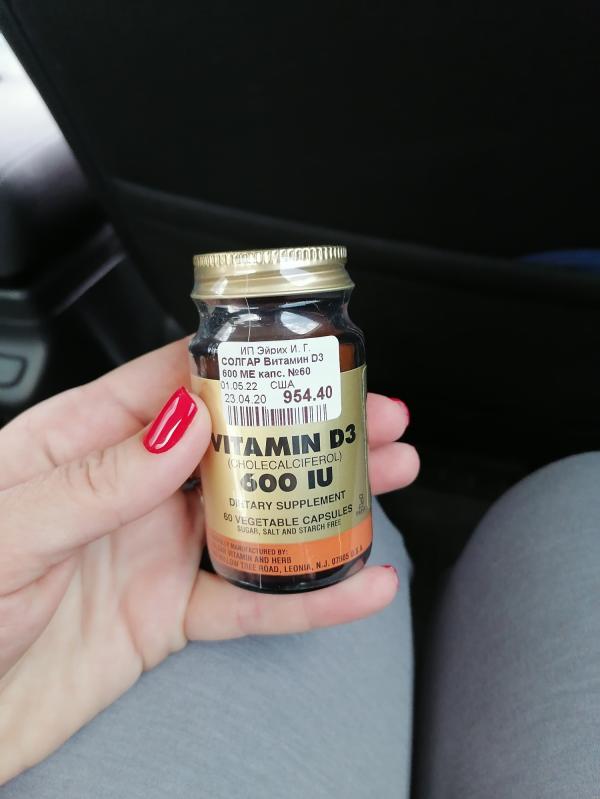 ИП Эйрих И. Г.
СОЛГАР Витамин D3
600 МЕ капс. №60
01.05.22 США
23.04.20 954.40
VITAMIN D3
(CHOLECALCIFEROL)
600 IU
DIETARY SUPPLEMENT
60 VEGETABLE CAPSULES
SUGAR, SALT AND STARCH FREE
MANUFACTURED BY:
VITAMIN AND HERB
TREE ROAD, LEONIA, N.J. 07605 U.S.A.